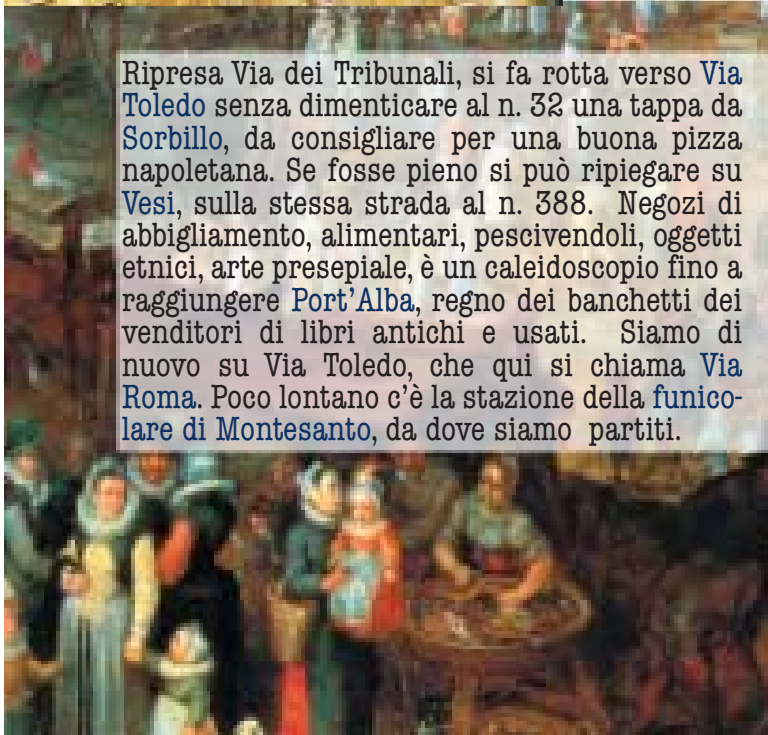 Ripresa Via dei Tribunali, si fa rotta verso Via
Toledo senza dimenticare al n. 32 una tappa da
Sorbillo, da consigliare per una buona pizza
napoletana. Se fosse pieno si può ripiegare su
Vesi, sulla stessa strada al n. 388. Negozi di
abbigliamento, alimentari, pescivendoli, oggetti
etnici, arte presepiale, è un caleidoscopio fino a
raggiungere Port'Alba, regno dei banchetti dei
venditori di libri antichi e usati. Siamo di
nuovo su Via Toledo, che qui si chiama Via
Roma. Poco lontano c'è la stazione della funico-
lare di Montesanto, da dove siamo partiti.